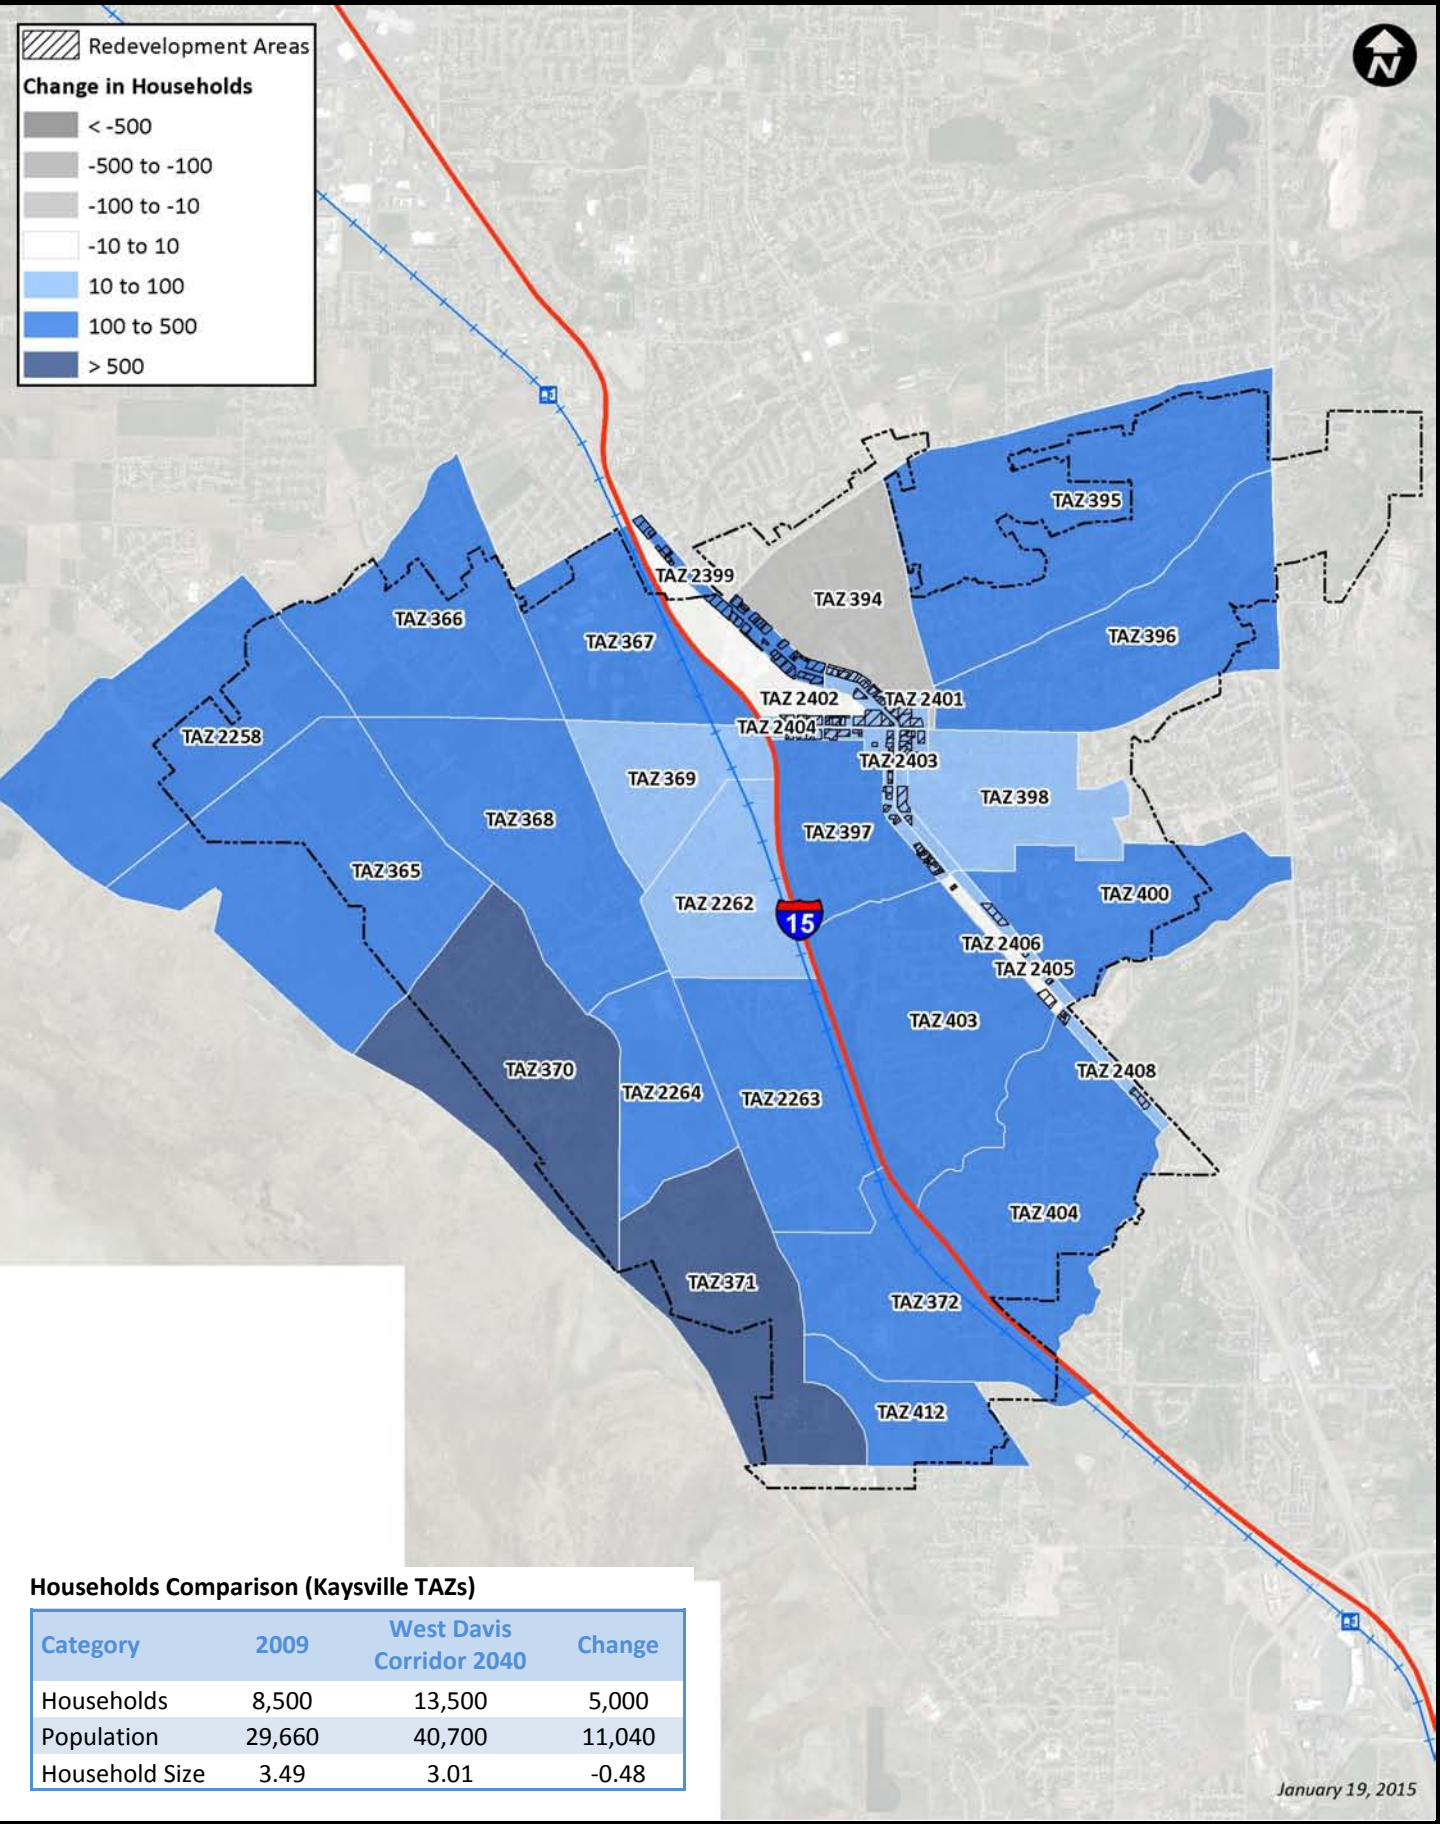 Redevelopment Areas
Change in Households
< -500
-500 to -100
-100 to -10
-10 to 10
10 to 100
100 to 500
> 500
N
TAZ 395
TAZ 2399
TAZ 394
TAZ 366
TAZ 367
TAZ 396
TAZ 2402
TAZ 2401
TAZ 2404
TAZ 2258
TAZ 2403
TAZ 369
TAZ 398
TAZ 368
TAZ 397
TAZ 365
TAZ 400
TAZ 2262
15
TAZ 2406
TAZ 2405
TAZ 403
TAZ 370
TAZ 2408
TAZ 2264
TAZ 2263
TAZ 404
TAZ 371
TAZ 372
TAZ 412
Households Comparison (Kaysville TAZs)
Category 2009 West Davis Corridor 2040 Change
Households 8,500 13,500 5,000
Population 29,660 40,700 11,040
Household Size 3.49 3.01 -0.48
January 19, 2015